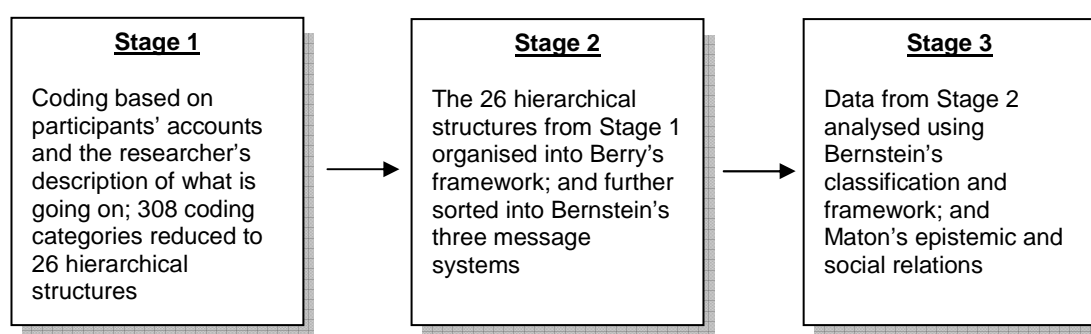 Stage 1
Coding based on
participants' accounts
and the researcher's
description of what is
going on; 308 coding
categories reduced to
26 hierarchical
structures
Stage 2
The 26 hierarchical
structures from Stage 1
organised into Berry's
framework; and further
sorted into Bernstein's
three message
systems
Stage 3
Data from Stage 2
analysed using
Bernstein's
classification and
framework; and
Maton's epistemic and
social relations